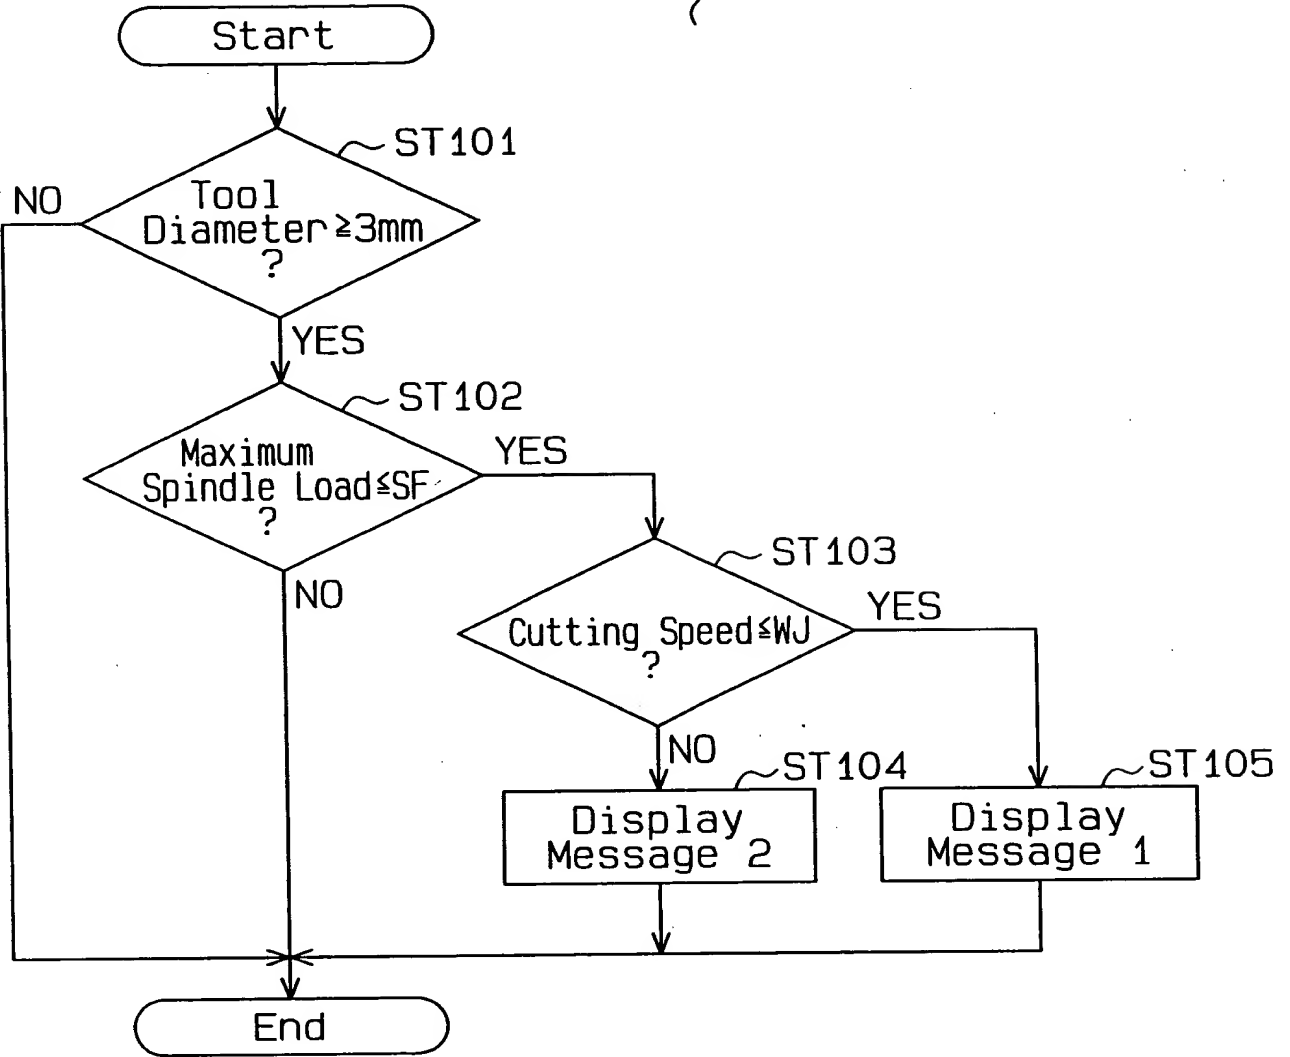 Start
ST101
NO
Tool
Diameter≧3mm
?
YES
ST102
Maximum
Spindle Load≦SF
?
YES
NO
ST103
Cutting Speed≦WJ
?
YES
NO
ST104
ST105
Display
Message 2
Display
Message 1
End